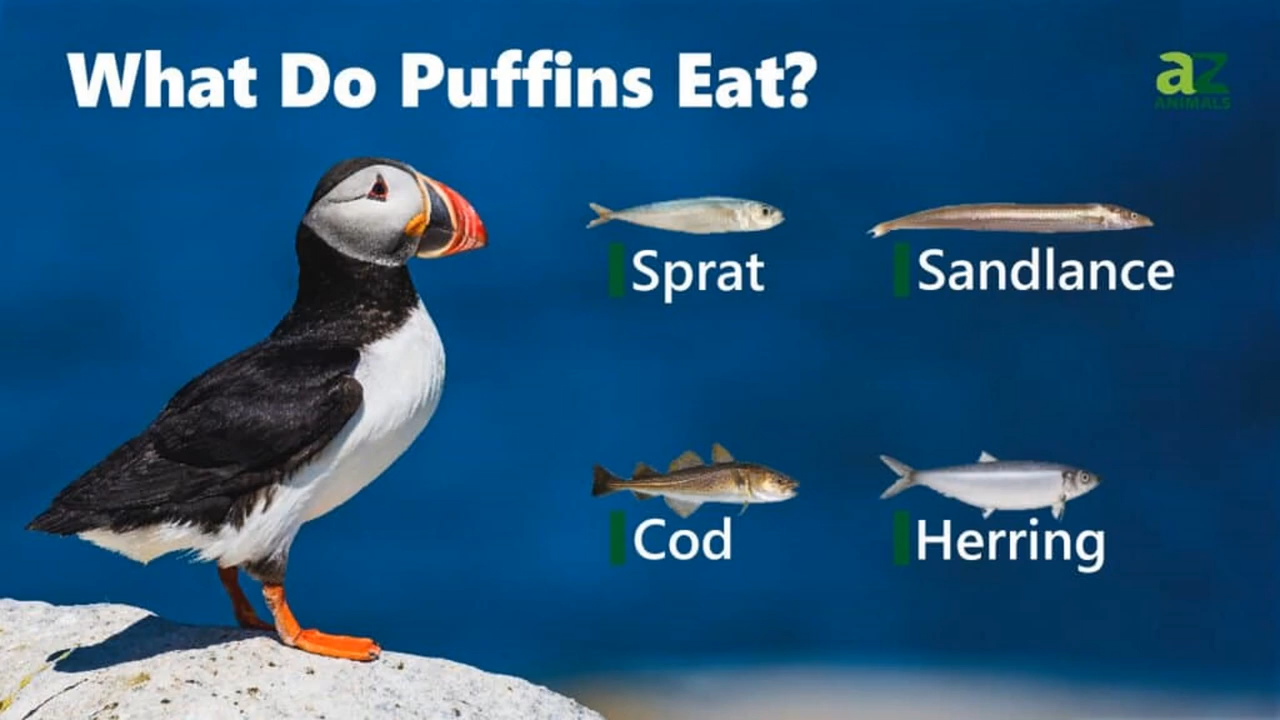 What Do Puffins Eat?
az
ANIMALS
Sprat
Sandlance
Cod
Herring